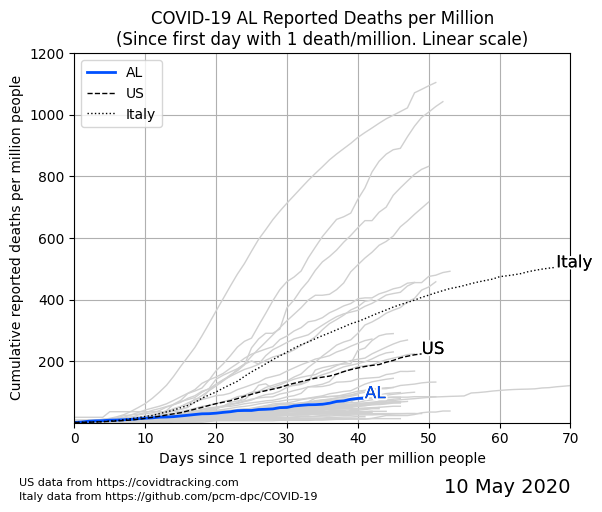 COVID-19 AL Reported Deaths per Million
(Since first day with 1 death/million. Linear scale)
1200
1000
800
600
400
200
Cumulative reported deaths per million people
AL
US
Italy
Italy
US
AL
0 10 20 30 40 50 60 70
Days since 1 reported death per million people
US data from https://covidtracking.com
Italy data from https://github.com/pcm-dpc/COVID-19
10 May 2020